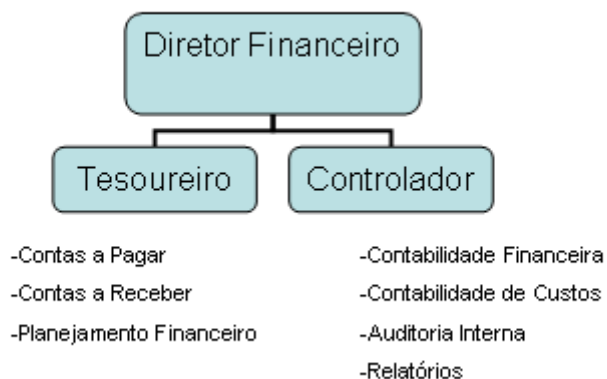 Diretor Financeiro
Tesoureiro
Controlador
-Contas a Pagar
-Contas a Receber
-Planejamento Financeiro
-Contabilidade Financeira
-Contabilidade de Custos
-Auditoria Interna
-Relatórios